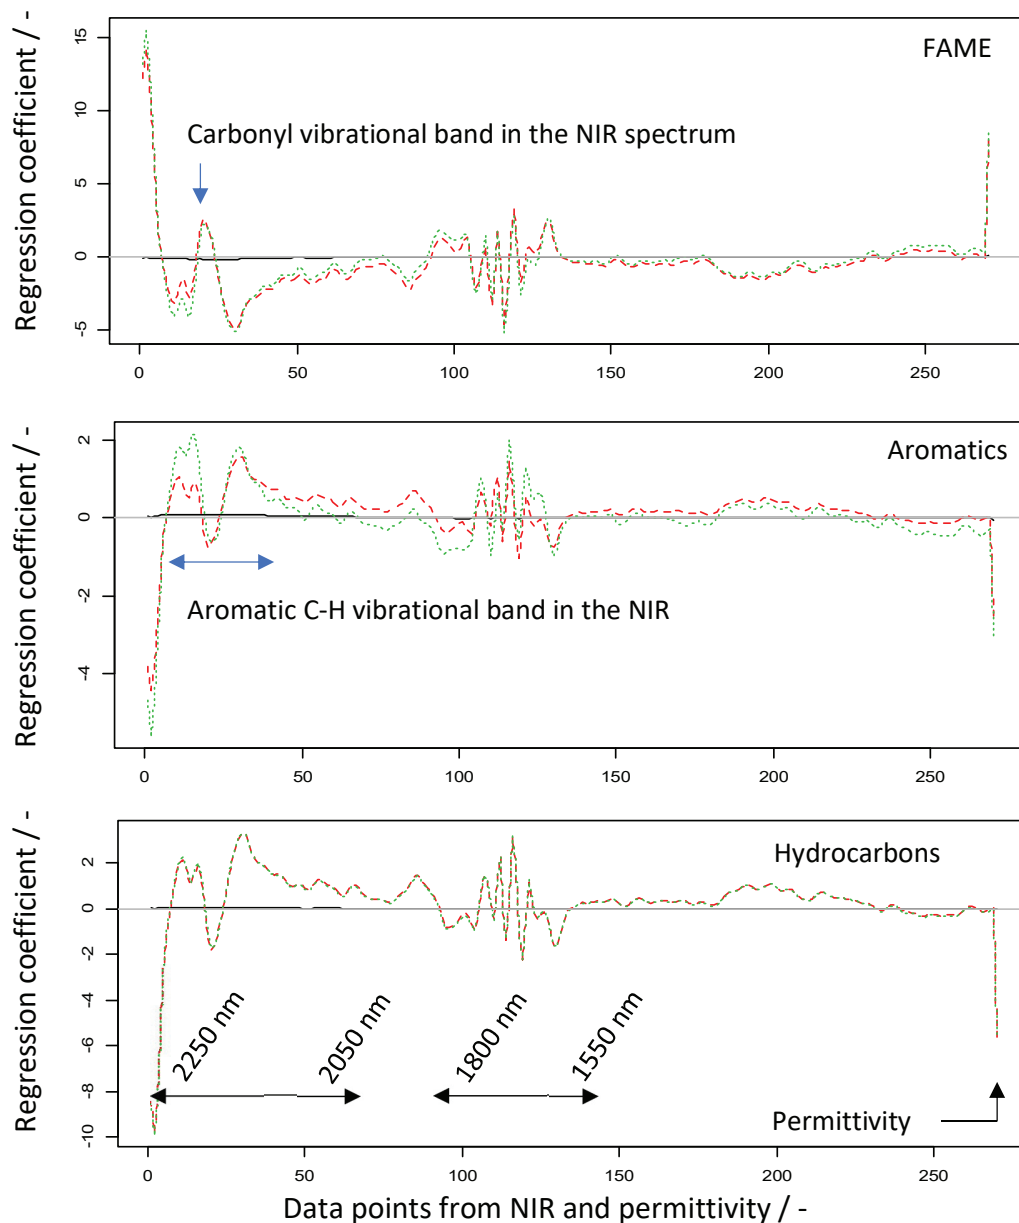 Regression coefficient / -
15
10
5
0
-5
FAME
Carbonyl vibrational band in the NIR spectrum
0 50 100 150 200 250
Regression coefficient / -
2
0
-2
-4
Aromatics
Aromatic C-H vibrational band in the NIR
0 50 100 150 200 250
Regression coefficient / -
2
0
-2
-4
-6
-8
-10
Hydrocarbons
2250 nm
2050 nm
1800 nm
1550 nm
Permittivity
0 50 100 150 200 250
Data points from NIR and permittivity / -